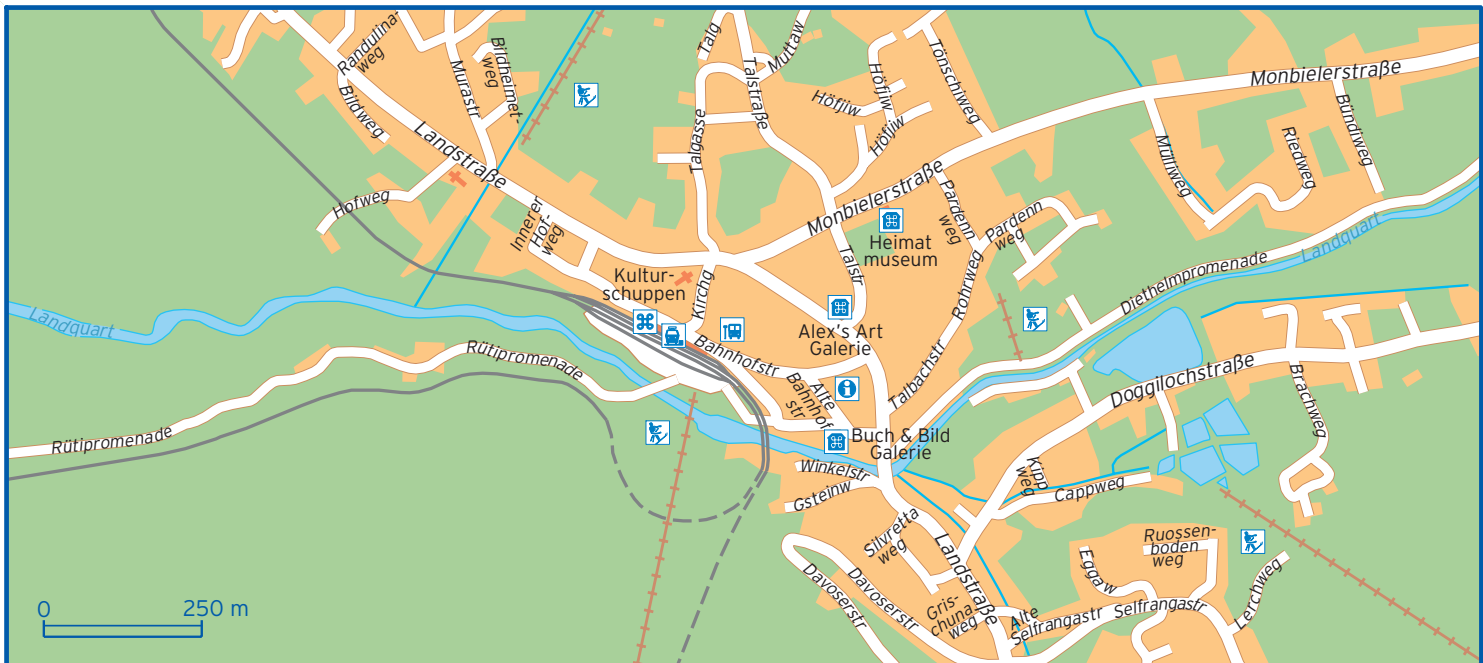 Randulina-
weg
Bildweg
Murastr
Bildheimet-
weg
Landstraße
Hofweg
Innerer
Hof-
weg
Talg
Muttaw
Talstraße
Talgasse
Höfjiw
Höfjiw
Höfjiw
Tönschiweg
Monbielerstraße
Monbielerstraße
Mülliweg
Riedweg
Bündiweg
Pardenn
weg
Pardenn
weg
Heimat
museum
Talstr
Rohrweg
Landquart
Diethelmpromenade
Kultur-
schuppen
Kirchg
Alex's Art
Galerie
Landquart
Rütipromenade
Rütipromenade
Bahnhofstr
Alte
Bahnhof
str
Talbachstr
Doggilochstraße
Brachweg
Buch & Bild
Galerie
Winkelstr
Gsteinw
Kipp
weg
Cappweg
Silvretta
weg
Landstraße
Ruossen-
boden
weg
Eggaw
Lerchweg
Davoserstr
Davoserstr
Gris-
chuna
weg
Alte
Selfrangastr
Selfrangastr
0 250 m